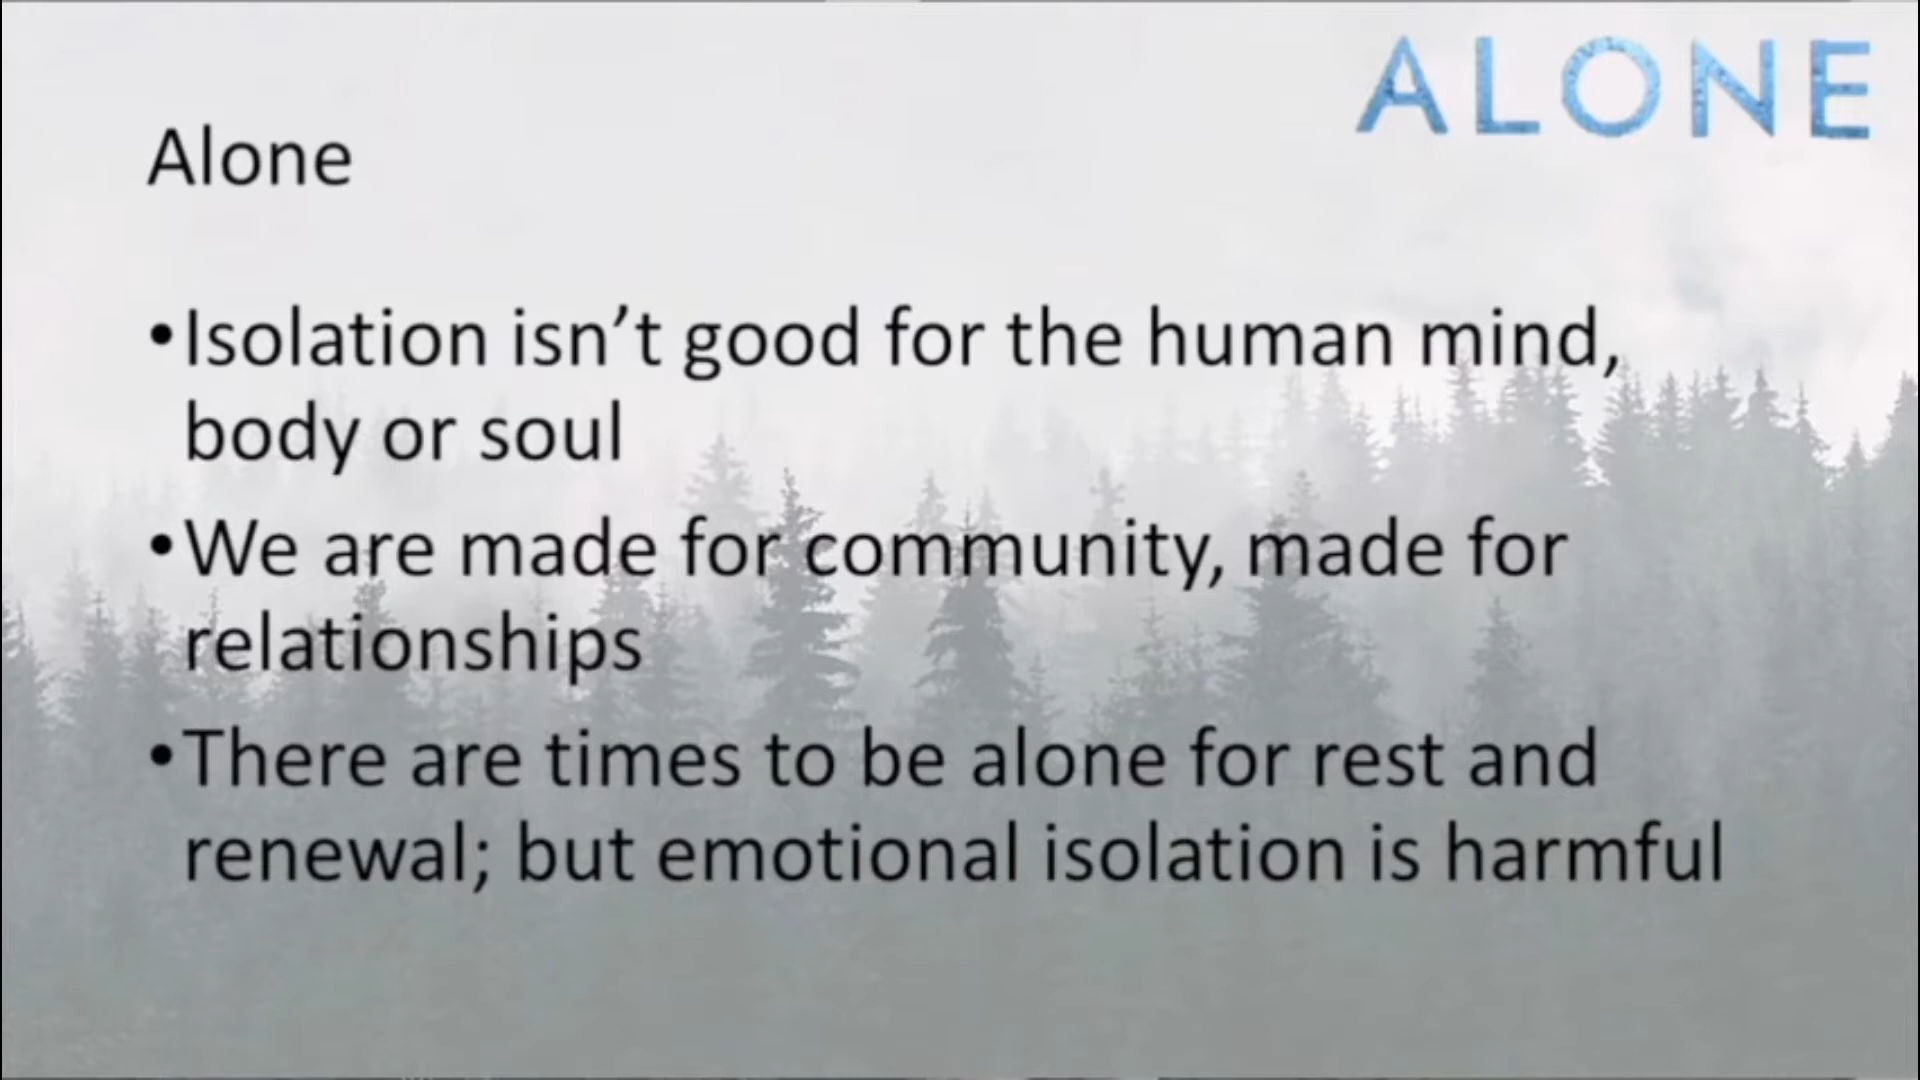 ALONE
Alone
•Isolation isn’t good for the human mind,
body or soul
•We are made for community, made for
relationships
•There are times to be alone for rest and
renewal; but emotional isolation is harmful